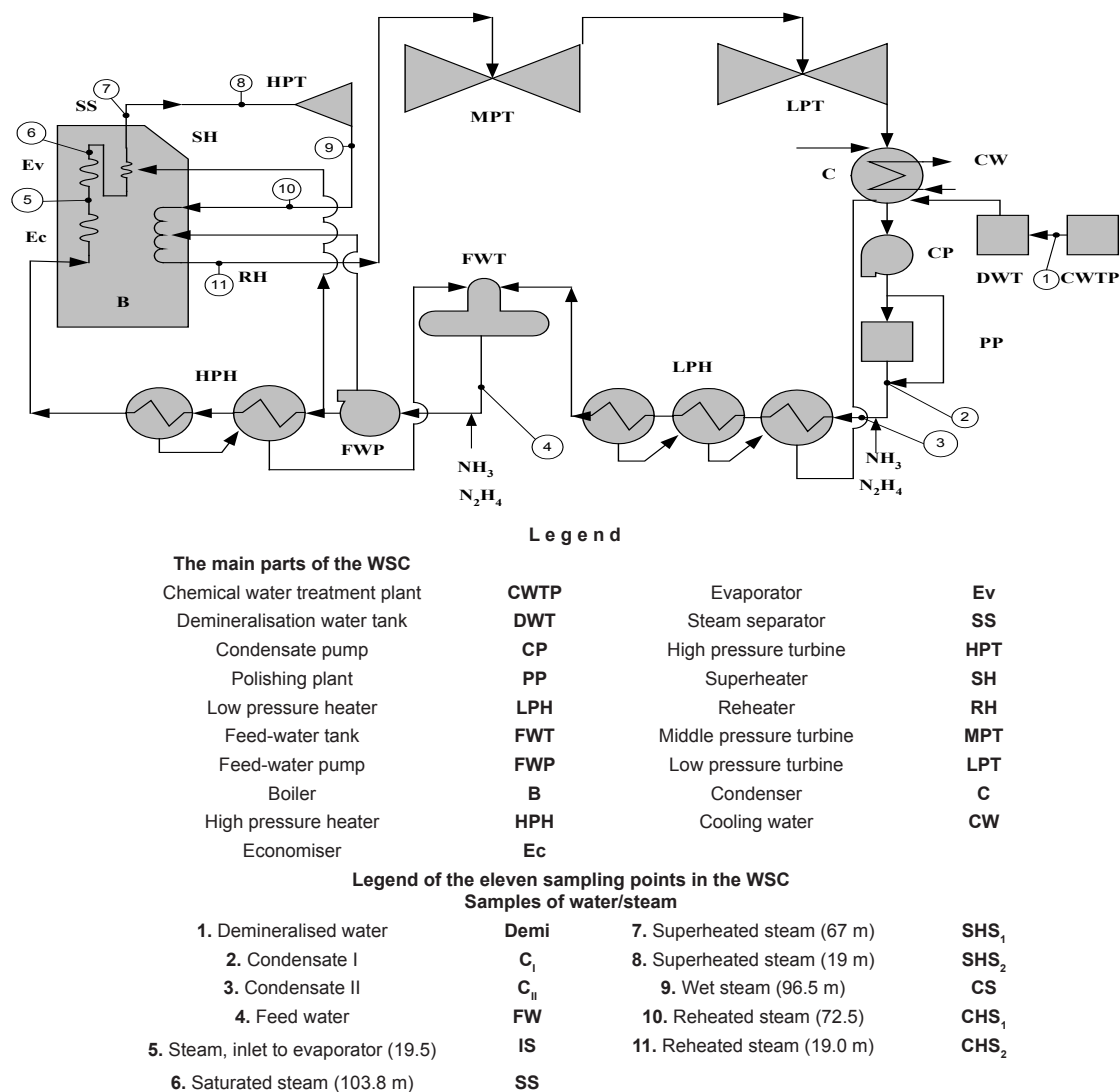 7
8
HPT
SS
MPT
LPT
6
SH
9
Ev
C
CW
5
10
Ec
FWT
CP
DWT
1
CWTP
11
RH
B
PP
HPH
LPH
2
3
4
FWP
NH3
N2H4
NH3
N2H4
Legend
The main parts of the WSC
Chemical water treatment plant CWTP Evaporator Ev
Demineralisation water tank DWT Steam separator SS
Condensate pump CP High pressure turbine HPT
Polishing plant PP Superheater SH
Low pressure heater LPH Reheater RH
Feed-water tank FWT Middle pressure turbine MPT
Feed-water pump FWP Low pressure turbine LPT
Boiler B Condenser C
High pressure heater HPH Cooling water CW
Economiser Ec
Legend of the eleven sampling points in the WSC
Samples of water/steam
1. Demineralised water Demi 7. Superheated steam (67 m) SHS1
2. Condensate I CI 8. Superheated steam (19 m) SHS2
3. Condensate II CII 9. Wet steam (96.5 m) CS
4. Feed water FW 10. Reheated steam (72.5) CHS1
5. Steam, inlet to evaporator (19.5) IS 11. Reheated steam (19.0 m) CHS2
6. Saturated steam (103.8 m) SS